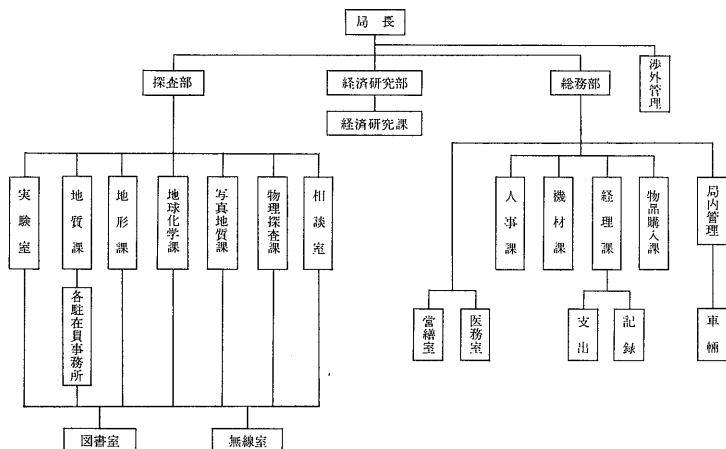 局長
渉外管理
探査部
経済研究部
総務部
経済研究課
実験室
地質課
地形課
地球化学課
写真地質課
物理探査課
相談室
人事課
機材課
経理課
物品購入課
局内管理
各駐在員事務所
営繕室
医務室
支出
記録
車輛
図書室
無線室